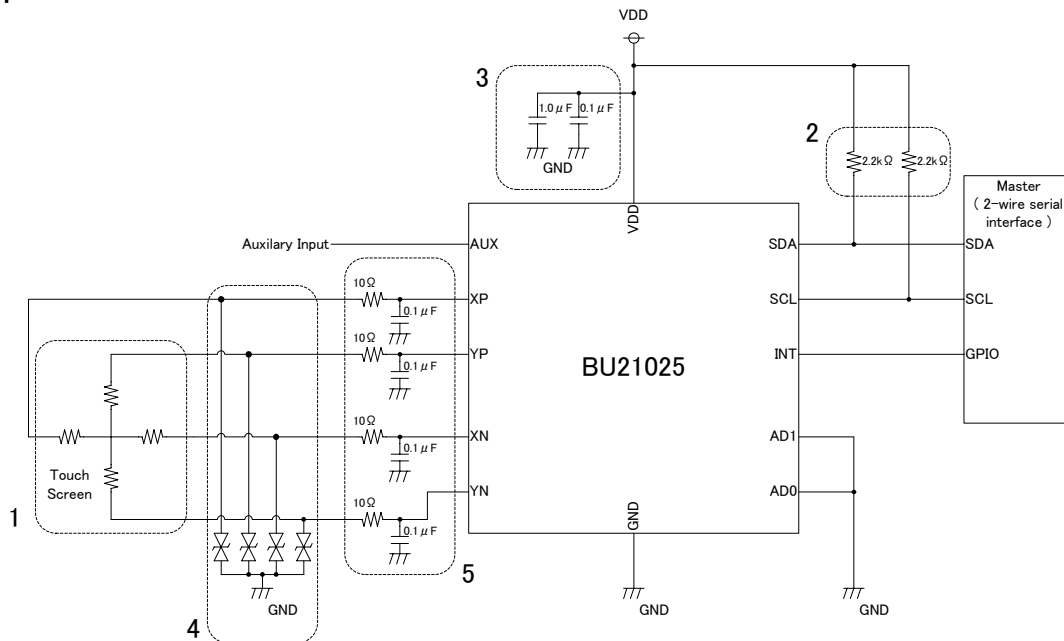 VDD
3
1.0μF
0.1μF
GND
2
2.2kΩ
2.2kΩ
Master
( 2-wire serial
interface )
VDD
Auxilary Input
AUX
SDA
SDA
10Ω
XP
0.1μF
SCL
SCL
10Ω
YP
0.1μF
INT
GPIO
BU21025
10Ω
XN
0.1μF
AD1
Touch
Screen
1
10Ω
YN
0.1μF
AD0
GND
5
GND
4
GND
GND